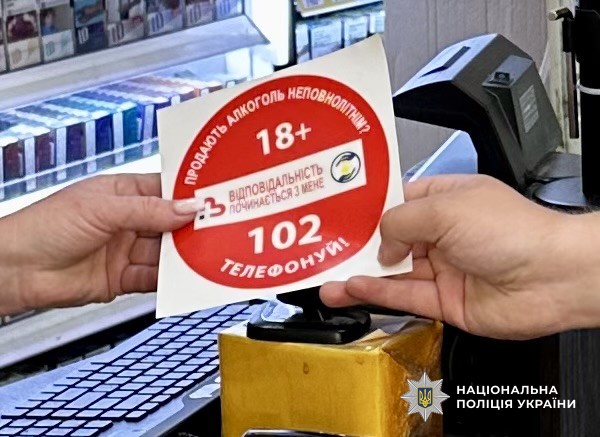 ПРОДАЮТЬ АЛКОГОЛЬ НЕПОВНОЛІТНІМ?
18+
ВІДПОВІДАЛЬНІСТЬ
ПОЧИНАЄТЬСЯ З МЕНЕ
102
ТЕЛЕФОНУЙ!
НАЦІОНАЛЬНА
ПОЛІЦІЯ УКРАЇНИ